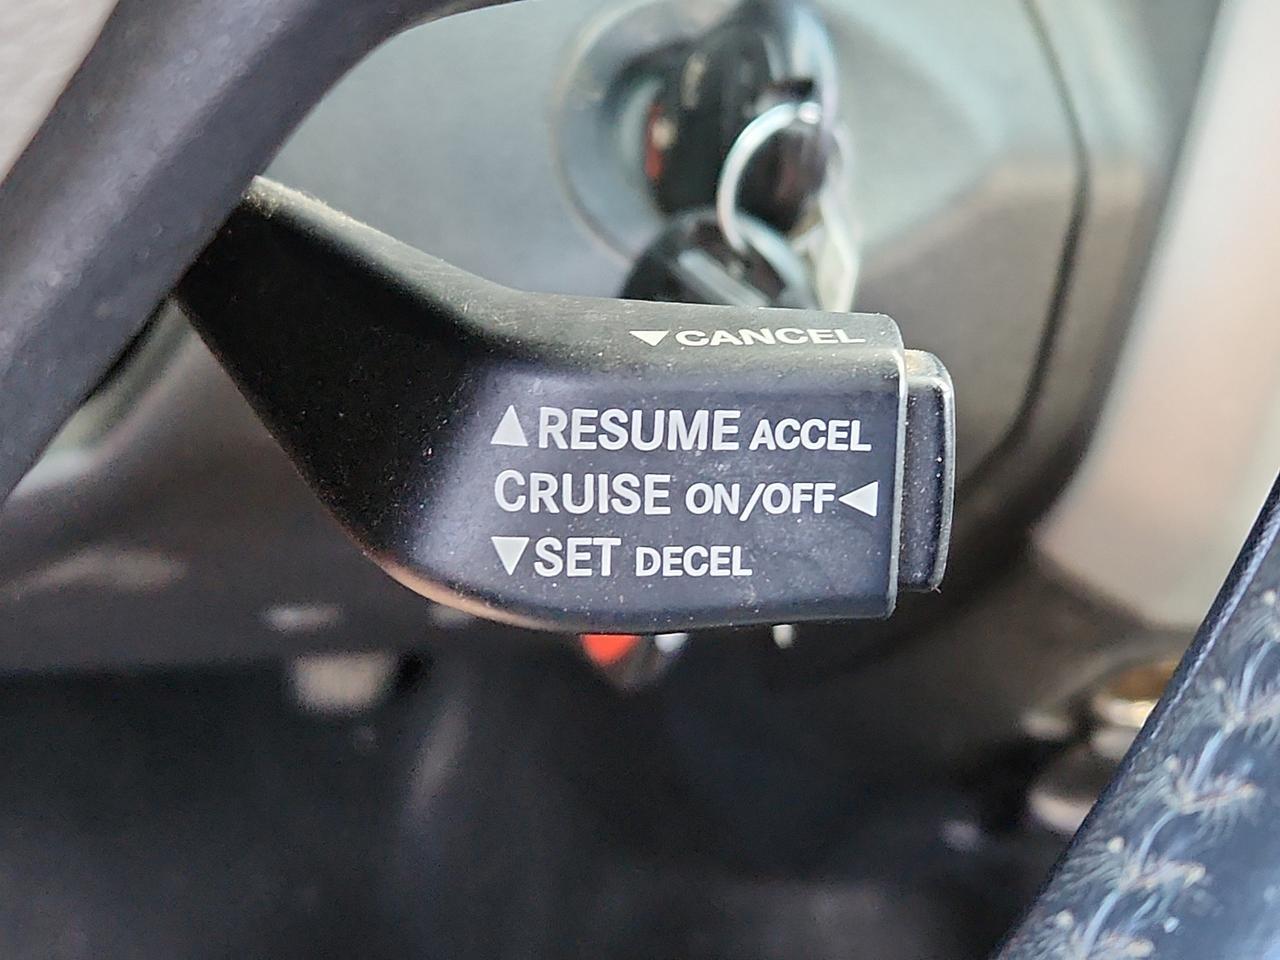 ▼CANCEL
▲RESUME ACCEL
CRUISE ON/OFF◀
▼SET DECEL